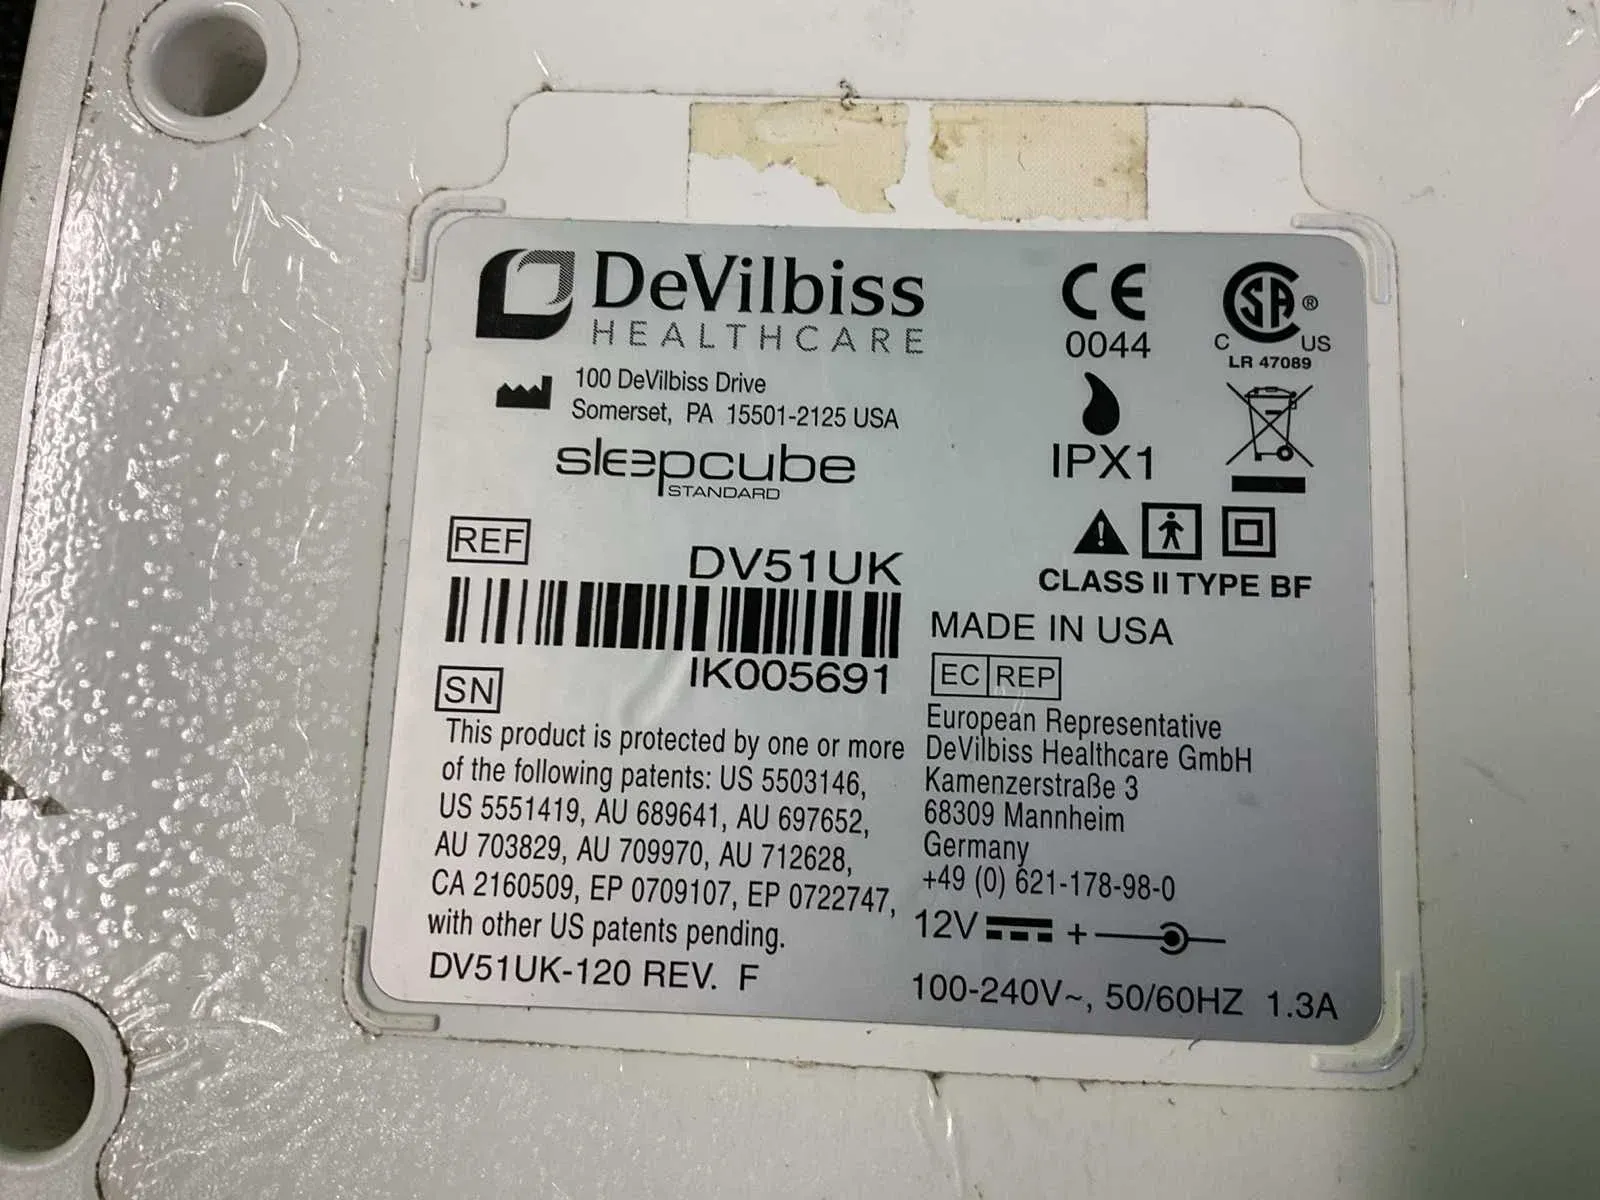 DeVilbiss
HEALTHCARE
100 DeVilbiss Drive
Somerset, PA 15501-2125 USA
sleepcube
STANDARD
REF
DV51UK
IK005691
SN
This product is protected by one or more
of the following patents: US 5503146,
US 5551419, AU 689641, AU 697652,
AU 703829, AU 709970, AU 712628,
CA 2160509, EP 0709107, EP 0722747,
with other US patents pending.
DV51UK-120 REV. F
CE
0044
CSA®
C US
LR 47089
IPX1
CLASS II TYPE BF
MADE IN USA
EC REP
European Representative
DeVilbiss Healthcare GmbH
Kamenzerstraße 3
68309 Mannheim
Germany
+49 (0) 621-178-98-0
12V +
100-240V~, 50/60HZ 1.3A